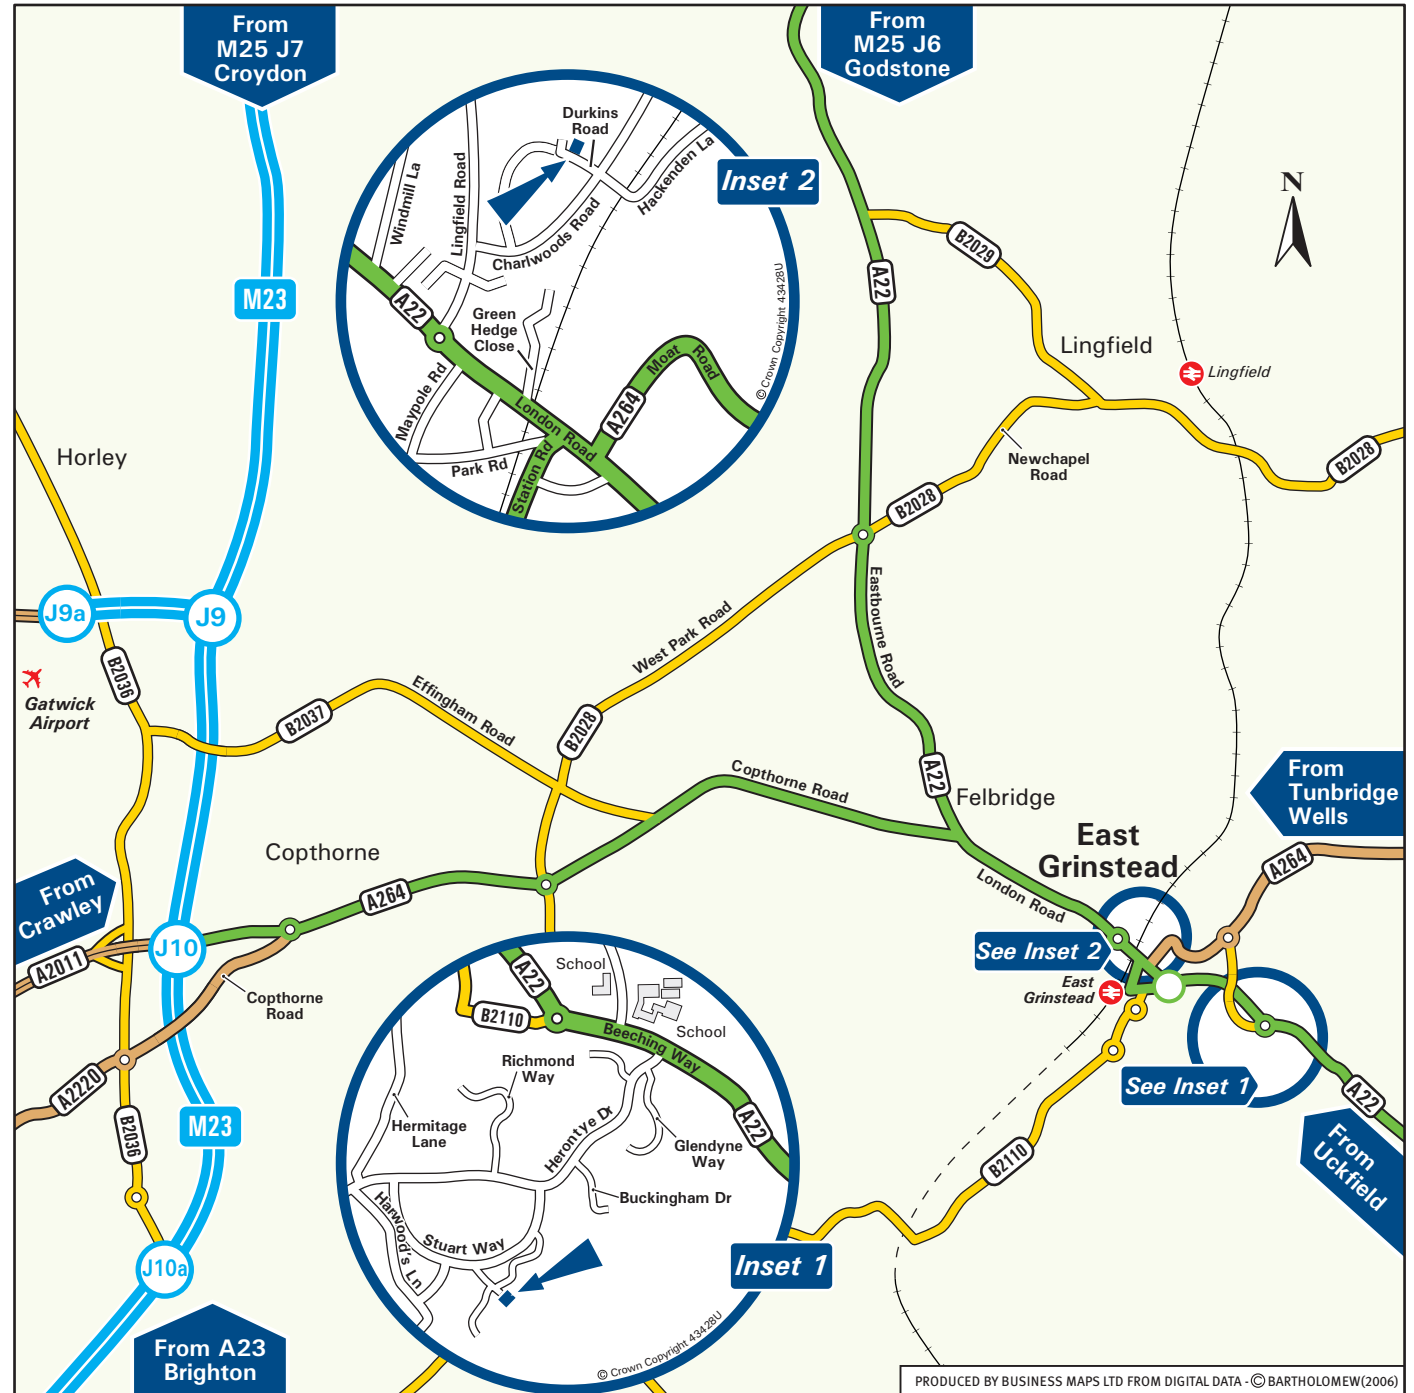 From
M25 J7
Croydon
From
M25 J6
Godstone
Durkins
Road
Hackenden La
Windmill La
Lingfield Road
Charlwoods Road
Inset 2
N
B2029
A22
M23
A22
Green
Hedge
Close
Moat Road
© Crown Copyright 43428U
Lingfield
Lingfield
Maypole Rd
London Road
A264
Park Rd
Station Rd
Horley
Newchapel
Road
B2028
B2028
Eastbourne Road
J9a
J9
West Park Road
B2036
Gatwick
Airport
Effingham Road
B2037
B2028
Copthorne Road
A22
Felbridge
From
Tunbridge
Wells
East
Grinstead
A264
Copthorne
London Road
From
Crawley
A264
A2011
J10
See Inset 2
East
Grinstead
Copthorne
Road
A22
School
B2110
School
Beeching Way
Richmond
Way
A2220
See Inset 1
A22
M23
B2036
Hermitage
Lane
Herontye Dr
A22
Glendyne
Way
From
Uckfield
B2110
Buckingham Dr
Harwood's Ln
Stuart Way
Inset 1
J10a
© Crown Copyright 43428U
From A23
Brighton
PRODUCED BY BUSINESS MAPS LTD FROM DIGITAL DATA - © BARTHOLOMEW(2006)